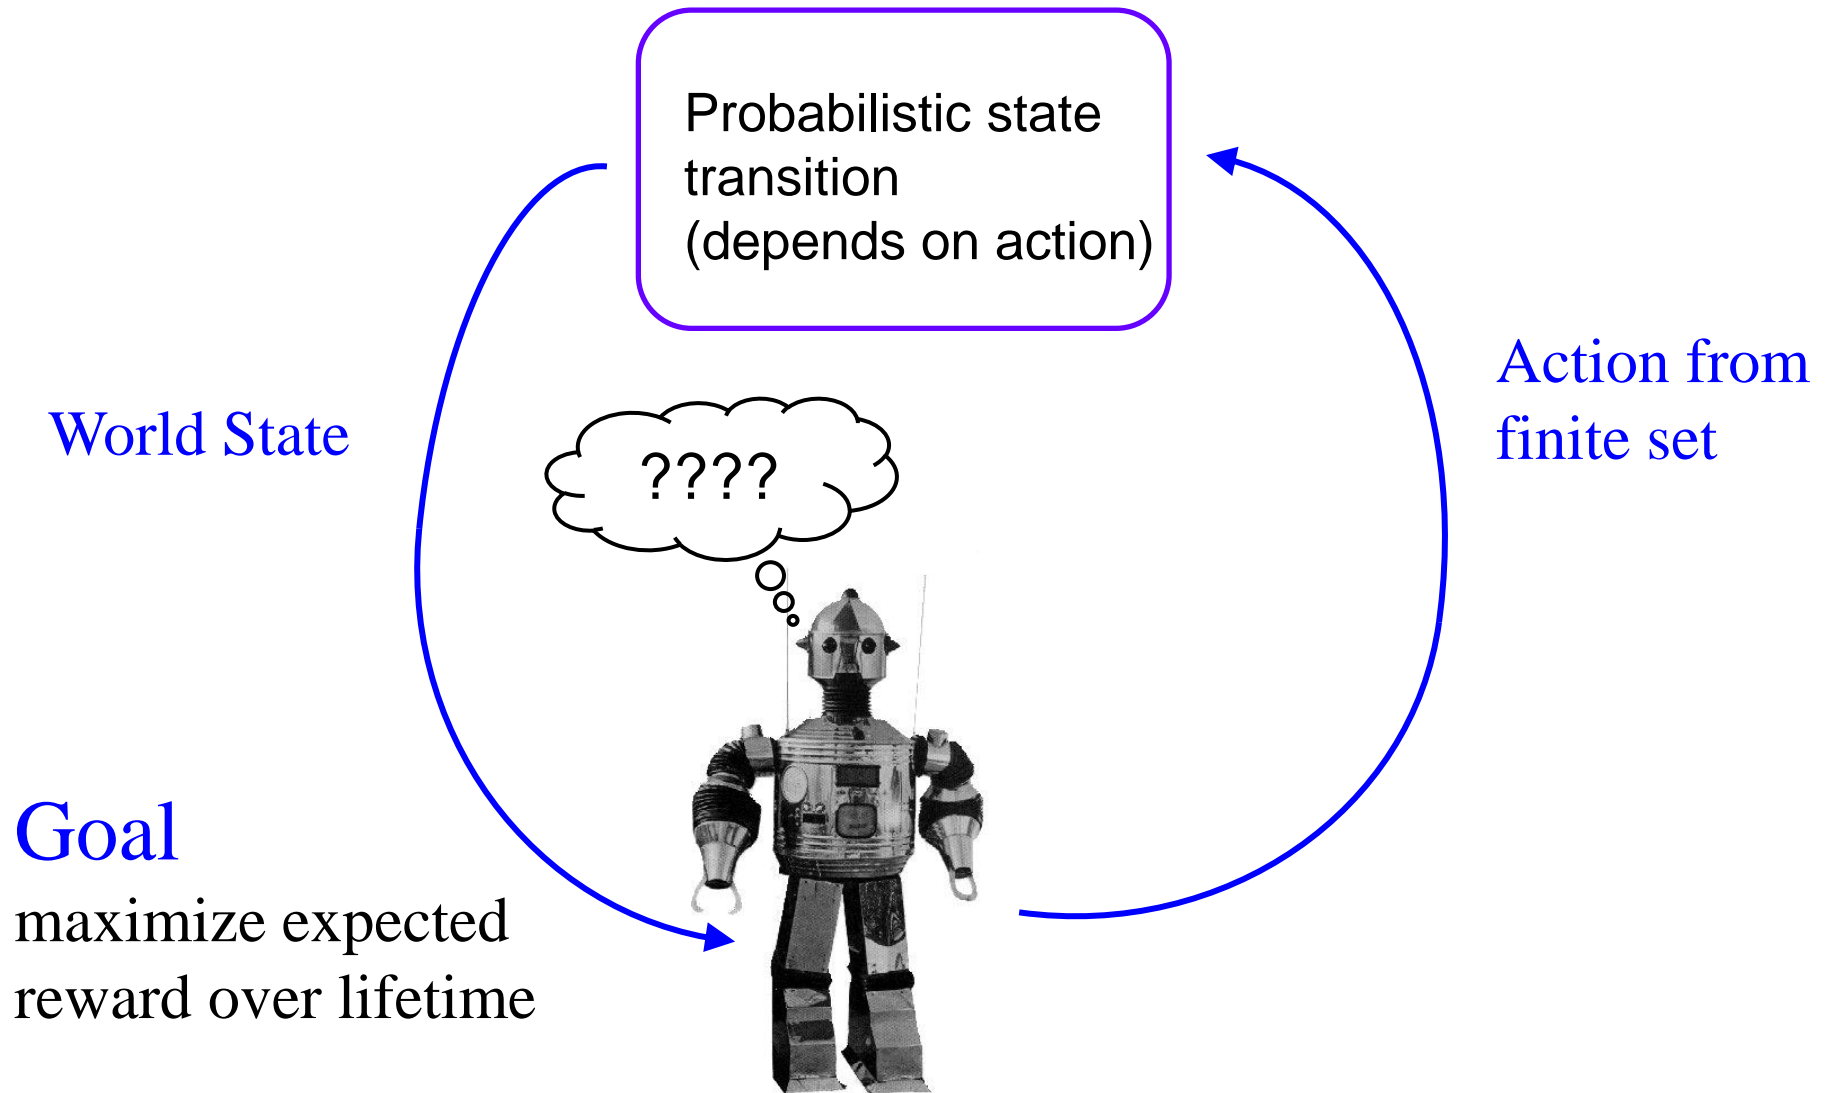 Probabilistic state
transition
(depends on action)
World State
Action from
finite set
????
Goal
maximize expected
reward over lifetime